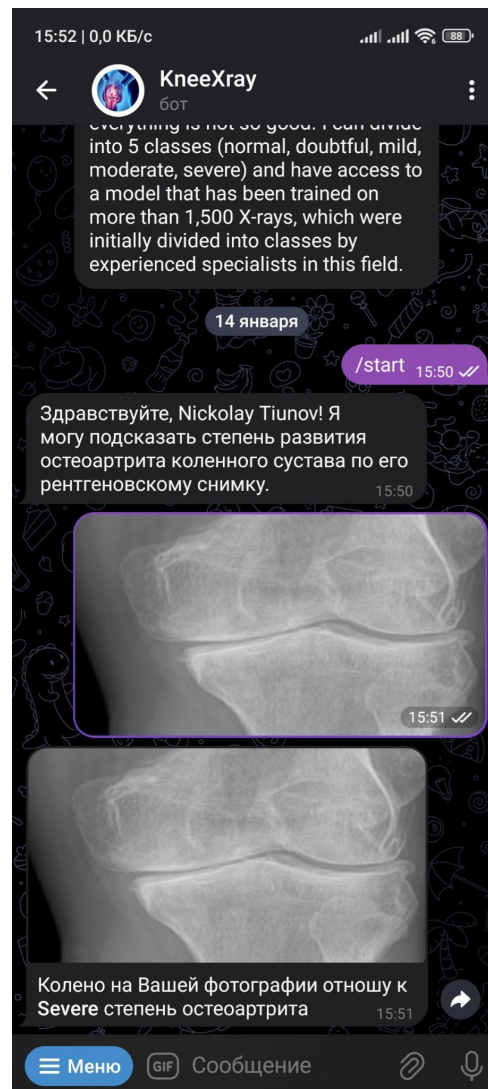 15:52 | 0,0 КБ/с
88
KneeXray
бот
everything is not so good. I can divide
into 5 classes (normal, doubtful, mild,
moderate, severe) and have access to
a model that has been trained on
more than 1,500 X-rays, which were
initially divided into classes by
experienced specialists in this field.
14 января
/start 15:50
Здравствуйте, Nickolay Tiunov! Я
могу подсказать степень развития
остеоартрита коленного сустава по его
рентгеновскому снимку.
15:50
15:51
Колено на Вашей фотографии отношу к
Severe степень остеоартрита
15:51
Меню
GIF
Сообщение